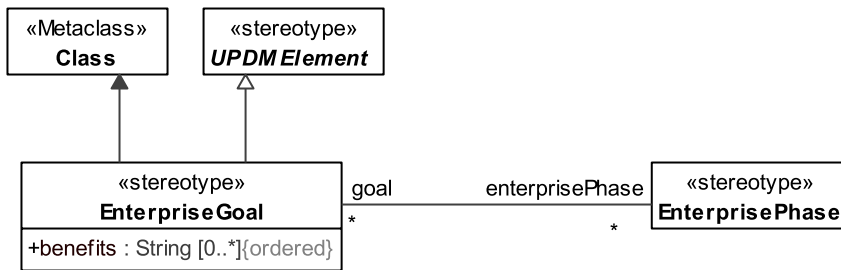 «Metaclass»
Class
«stereotype»
UPDMElement
«stereotype»
EnterpriseGoal
+benefits : String [0..*]{ordered}
goal
*
enterprisePhase
*
«stereotype»
EnterprisePhase